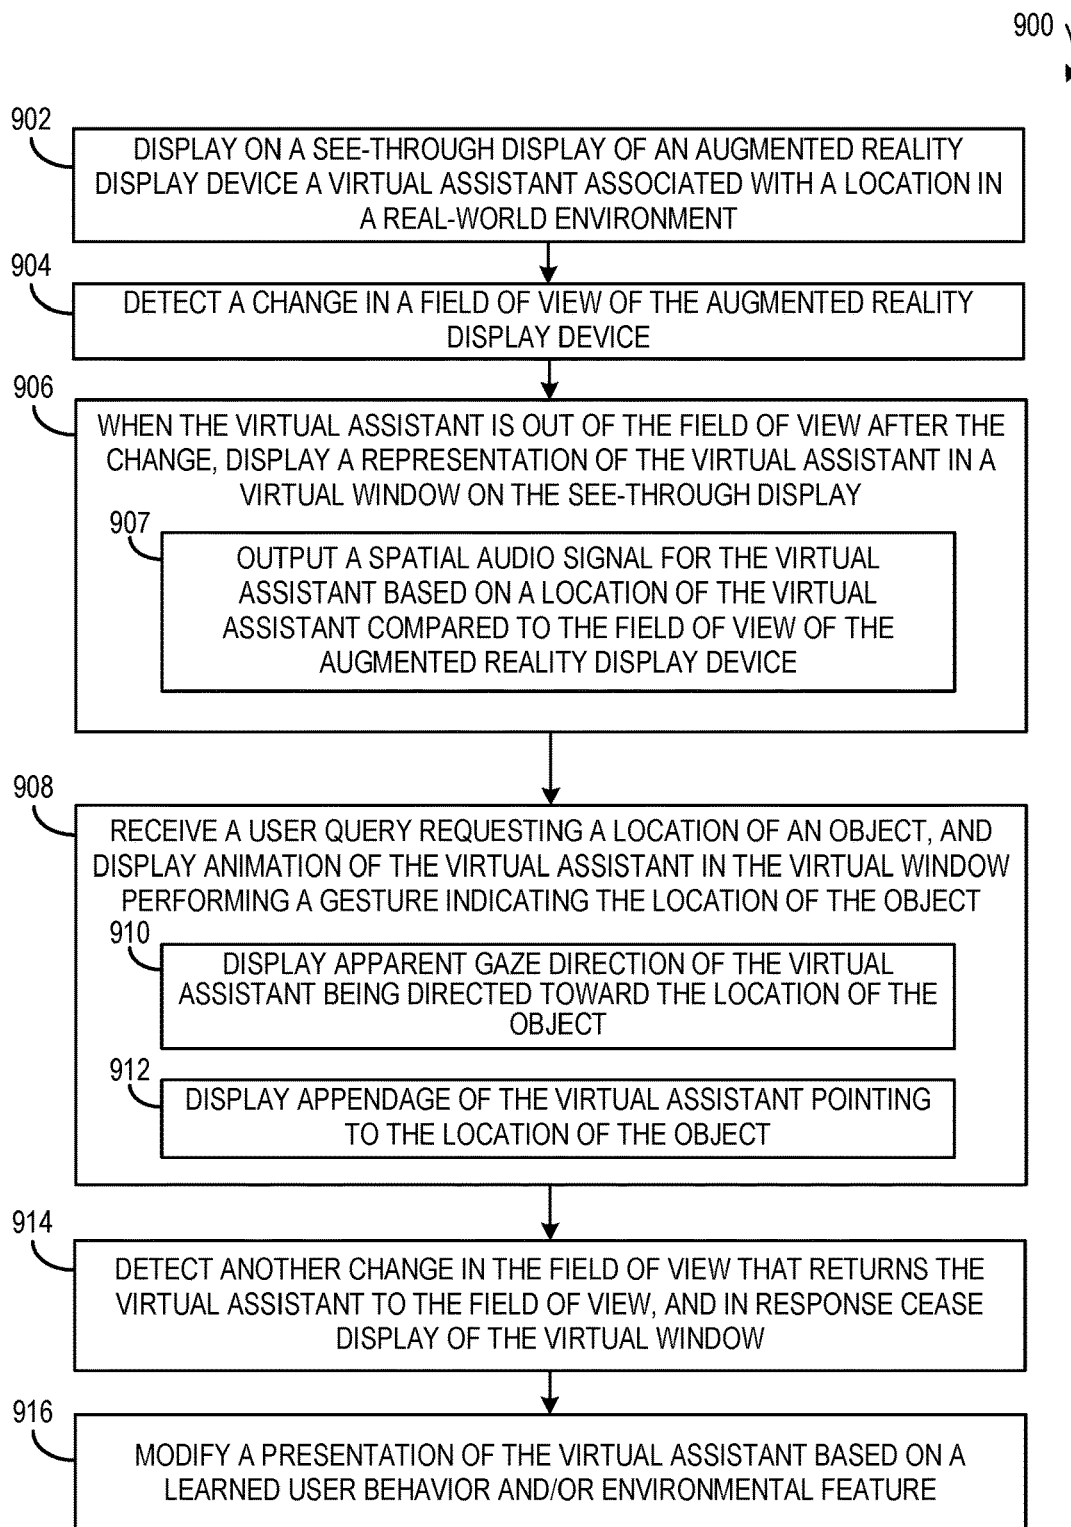 900
902
DISPLAY ON A SEE-THROUGH DISPLAY OF AN AUGMENTED REALITY
DISPLAY DEVICE A VIRTUAL ASSISTANT ASSOCIATED WITH A LOCATION IN
A REAL-WORLD ENVIRONMENT
904
DETECT A CHANGE IN A FIELD OF VIEW OF THE AUGMENTED REALITY
DISPLAY DEVICE
906
WHEN THE VIRTUAL ASSISTANT IS OUT OF THE FIELD OF VIEW AFTER THE
CHANGE, DISPLAY A REPRESENTATION OF THE VIRTUAL ASSISTANT IN A
VIRTUAL WINDOW ON THE SEE-THROUGH DISPLAY
907
OUTPUT A SPATIAL AUDIO SIGNAL FOR THE VIRTUAL
ASSISTANT BASED ON A LOCATION OF THE VIRTUAL
ASSISTANT COMPARED TO THE FIELD OF VIEW OF THE
AUGMENTED REALITY DISPLAY DEVICE
908
RECEIVE A USER QUERY REQUESTING A LOCATION OF AN OBJECT, AND
DISPLAY ANIMATION OF THE VIRTUAL ASSISTANT IN THE VIRTUAL WINDOW
PERFORMING A GESTURE INDICATING THE LOCATION OF THE OBJECT
910
DISPLAY APPARENT GAZE DIRECTION OF THE VIRTUAL
ASSISTANT BEING DIRECTED TOWARD THE LOCATION OF THE
OBJECT
912
DISPLAY APPENDAGE OF THE VIRTUAL ASSISTANT POINTING
TO THE LOCATION OF THE OBJECT
914
DETECT ANOTHER CHANGE IN THE FIELD OF VIEW THAT RETURNS THE
VIRTUAL ASSISTANT TO THE FIELD OF VIEW, AND IN RESPONSE CEASE
DISPLAY OF THE VIRTUAL WINDOW
916
MODIFY A PRESENTATION OF THE VIRTUAL ASSISTANT BASED ON A
LEARNED USER BEHAVIOR AND/OR ENVIRONMENTAL FEATURE